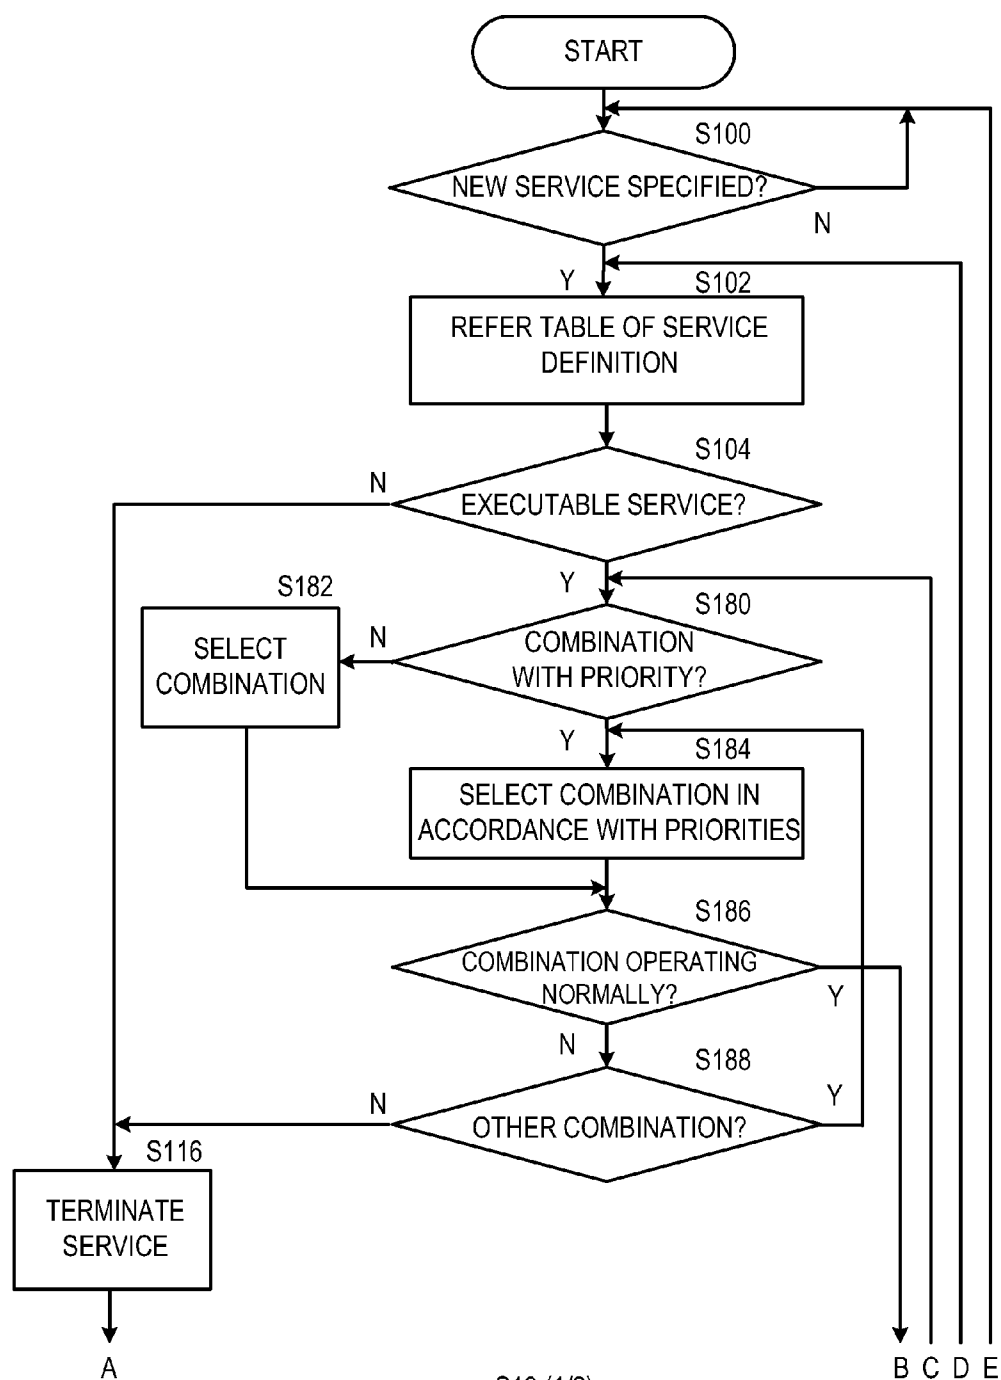 START
S100
NEW SERVICE SPECIFIED?
N
Y
S102
REFER TABLE OF SERVICE
DEFINITION
S104
N
EXECUTABLE SERVICE?
Y
S182
S180
SELECT
COMBINATION
N
COMBINATION
WITH PRIORITY?
Y
S184
SELECT COMBINATION IN
ACCORDANCE WITH PRIORITIES
S186
COMBINATION OPERATING
NORMALLY?
Y
N
S188
N
Y
OTHER COMBINATION?
S116
TERMINATE
SERVICE
A
B C D E